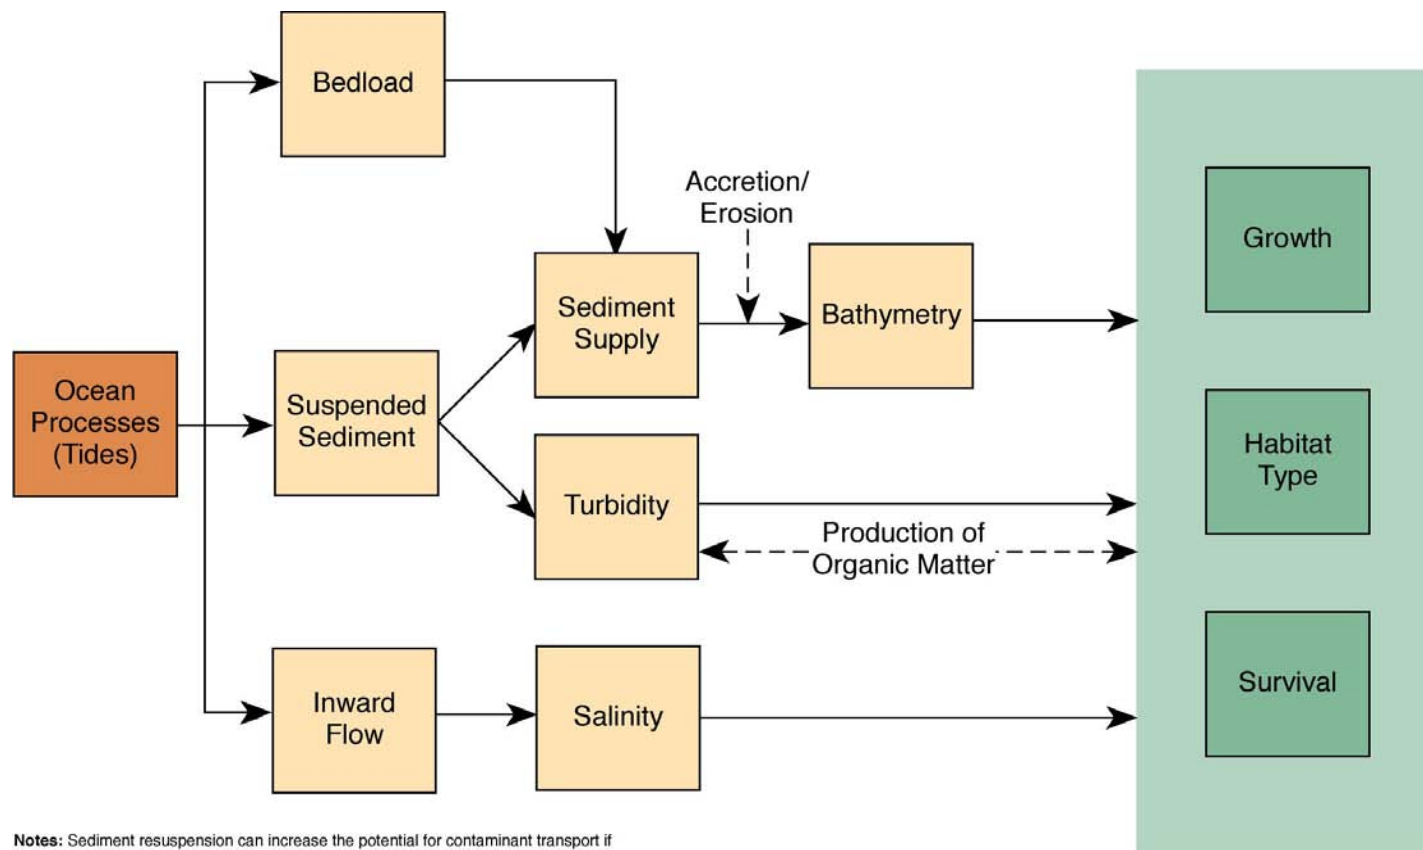 Bedload
Accretion/
Erosion
Growth
Sediment
Supply
Bathymetry
Ocean
Processes
(Tides)
Suspended
Sediment
Habitat
Type
Turbidity
Production of
Organic Matter
Inward
Flow
Salinity
Survival
Notes: Sediment resuspension can increase the potential for contaminant transport if